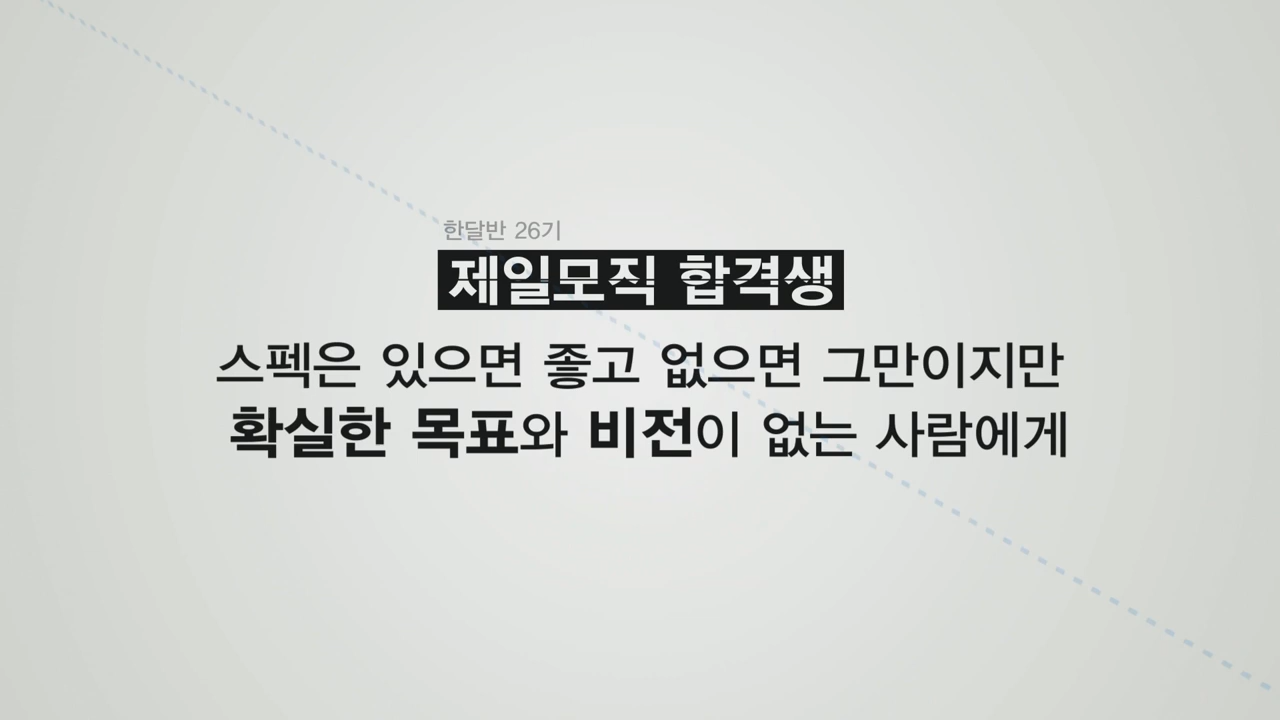 한달반 26기
제일모직 합격생
스펙은 있으면 좋고 없으면 그만이지만
확실한 목표와 비전이 없는 사람에게